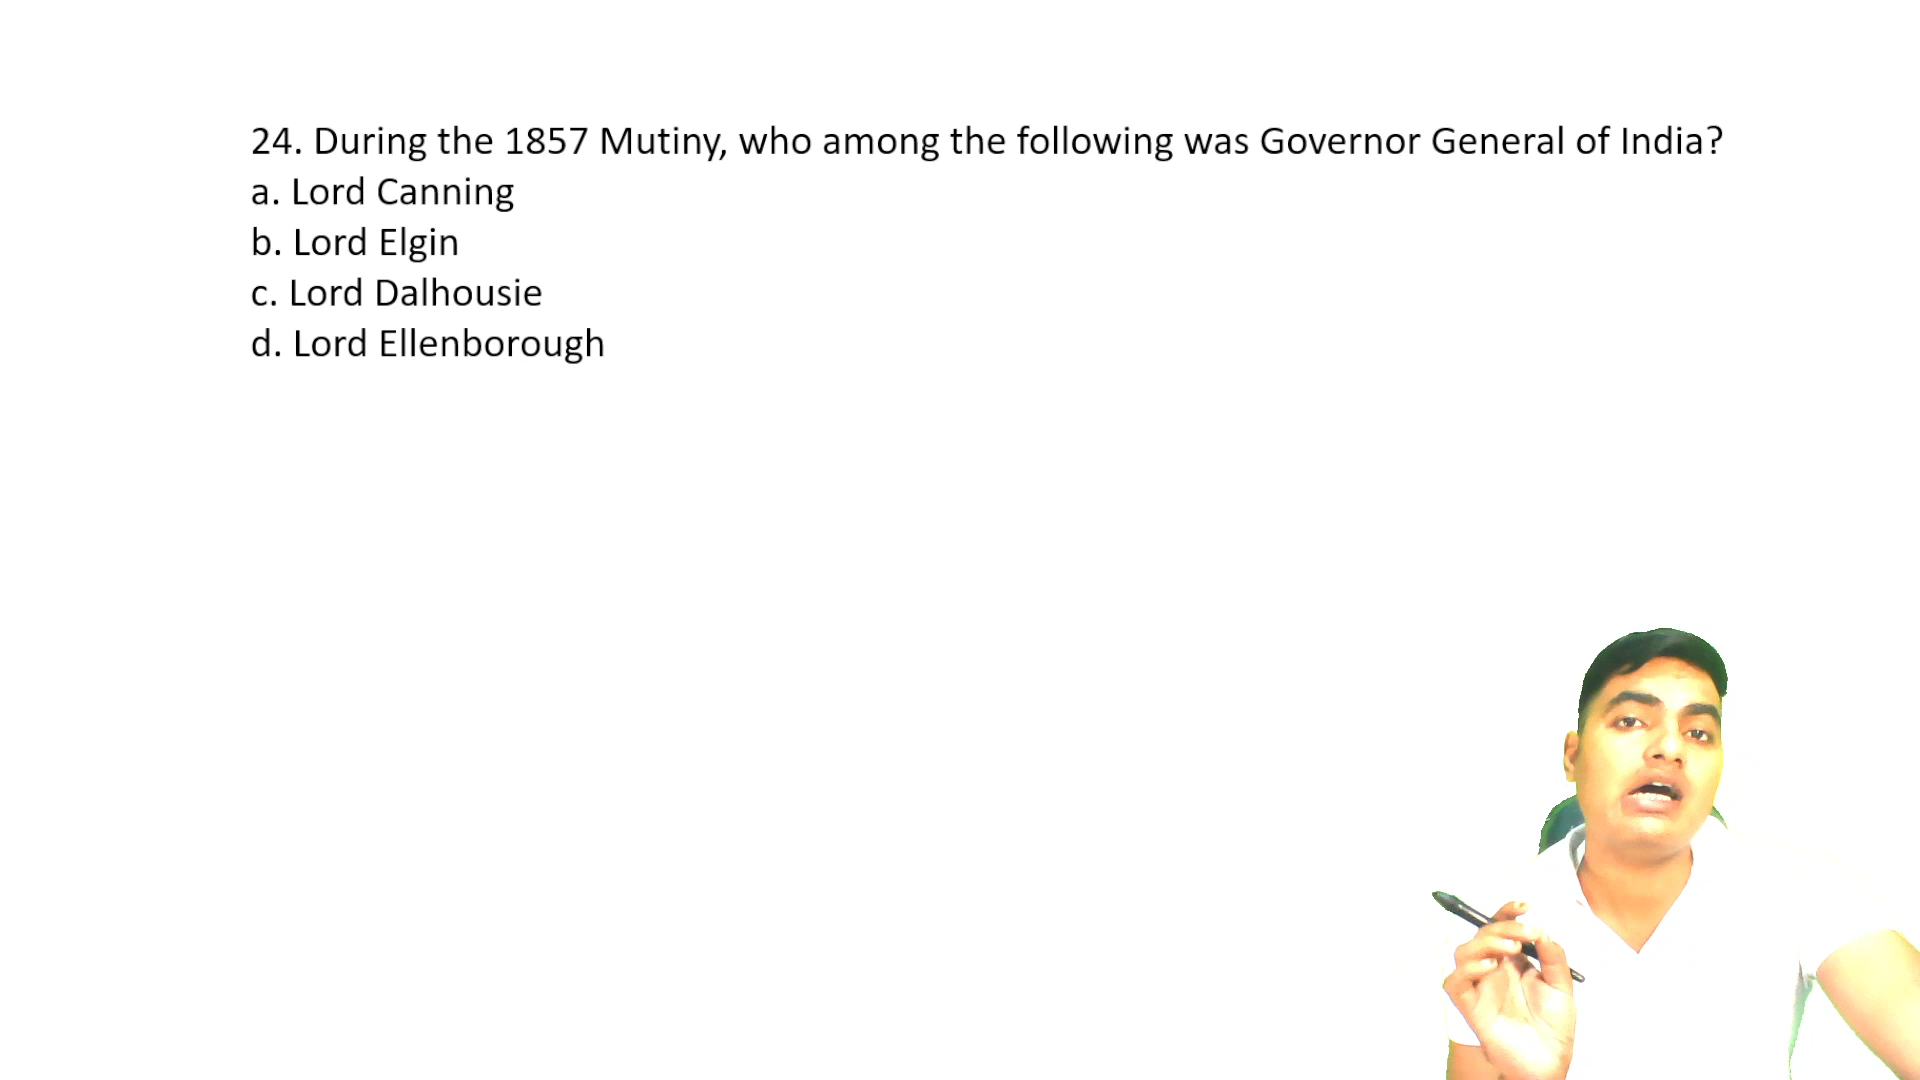 24. During the 1857 Mutiny, who among the following was Governor General of India?
a. Lord Canning
b. Lord Elgin
c. Lord Dalhousie
d. Lord Ellenborough